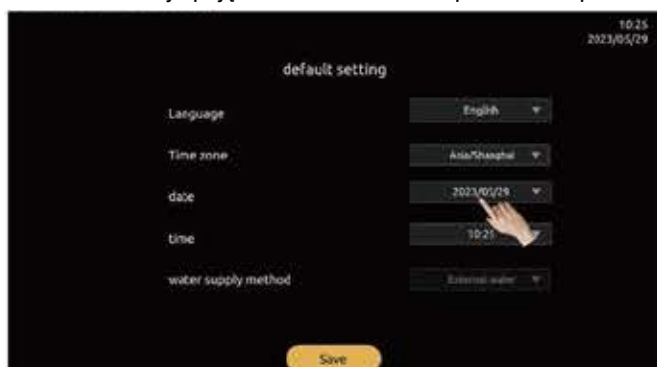 10:25
2023/05/29
default setting
Language English
Time zone Asia/Shanghai
date 2023/05/29
time 10:25
water supply method External water
Save